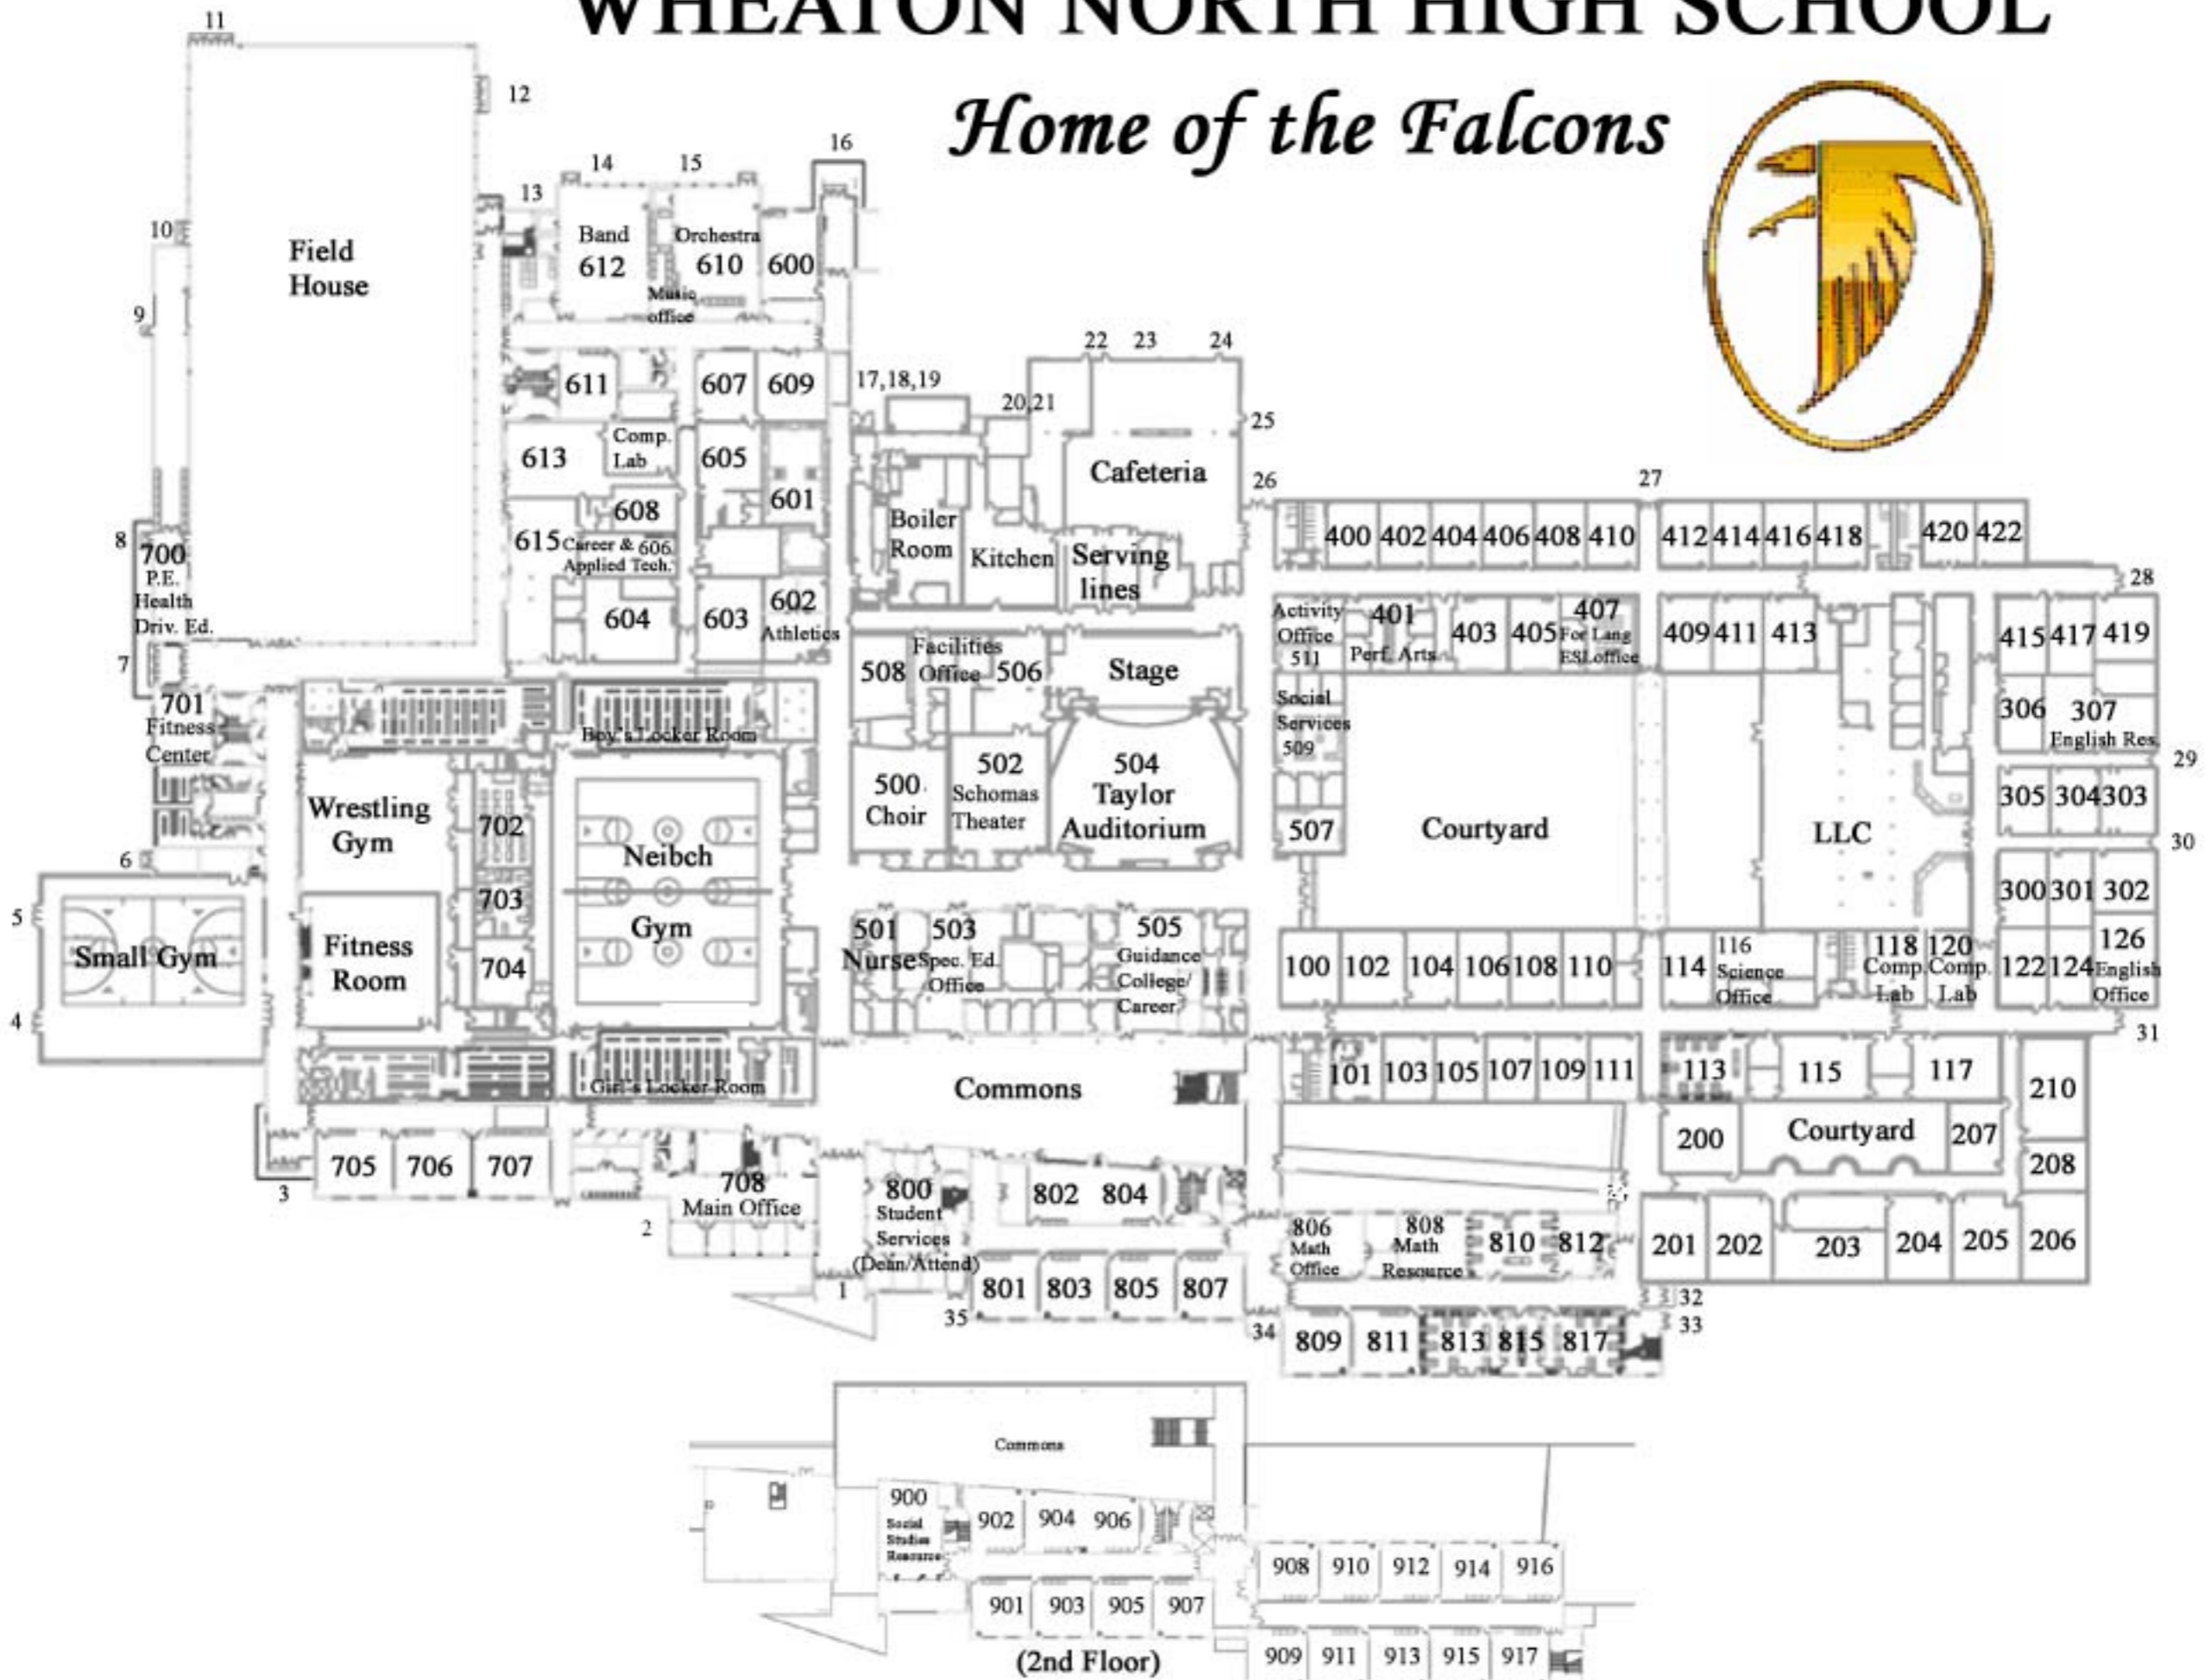 WHEATON NORTH HIGH SCHOOL
Home of the Falcons
11
12
16
14
15
13
10
Field
House
Band
612
Orchestra
610
600
Music
office
9
22
23
24
611
607
609
17,18,19
20,21
25
613
Comp.
Lab
605
601
Cafeteria
26
27
608
Boiler
Room
Kitchen
Serving
lines
8
700
P.E.
Health
Driv. Ed.
615
Career & 606
Applied Tech.
400
402
404
406
408
410
412
414
416
418
420
422
28
604
603
602
Athletics
Activity
Office
511
401
Perf. Arts
403
405
407
For Lang
ESL office
409
411
413
415
417
419
7
508
Facilities
Office
506
Stage
701
Fitness
Center
Boy's Locker Room
Social
Services
509
306
307
English Res.
29
Wrestling
Gym
702
500
Choir
502
Schomas
Theater
504
Taylor
Auditorium
507
Courtyard
LLC
305
304
303
30
6
Neibch
Gym
703
300
301
302
5
Small Gym
4
Fitness
Room
704
501
Nurse
503
Spec. Ed.
Office
505
Guidance
College/
Career
100
102
104
106
108
110
114
116
Science
Office
118
Comp.
Lab
120
Comp.
Lab
122
124
126
English
Office
31
Girl's Locker Room
Commons
101
103
105
107
109
111
113
115
117
210
200
Courtyard
207
208
3
705
706
707
708
Main Office
2
800
Student
Services
(Dean/Attend)
802
804
806
Math
Office
808
Math
Resource
810
812
201
202
203
204
205
206
1
35
801
803
805
807
34
809
811
813
815
817
32
33
Commons
900
Social
Studies
Resource
902
904
906
908
910
912
914
916
901
903
905
907
909
911
913
915
917
(2nd Floor)